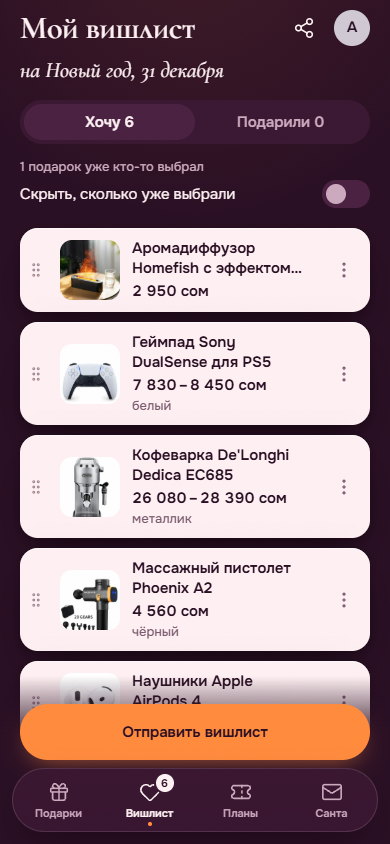 Мой вишлист
А
на Новый год, 31 декабря
Хочу 6
Подарили 0
1 подарок уже кто-то выбрал
Скрыть, сколько уже выбрали
Аромадиффузор
Homefish с эффектом...
2 950 сом
Геймпад Sony
DualSense для PS5
7 830 – 8 450 сом
белый
Кофеварка De'Longhi
Dedica EC685
26 080 – 28 390 сом
металлик
Массажный пистолет
Phoenix A2
4 560 сом
чёрный
Наушники Apple
AirPods 4
Отправить вишлист
6
Подарки
Вишлист
Планы
Санта